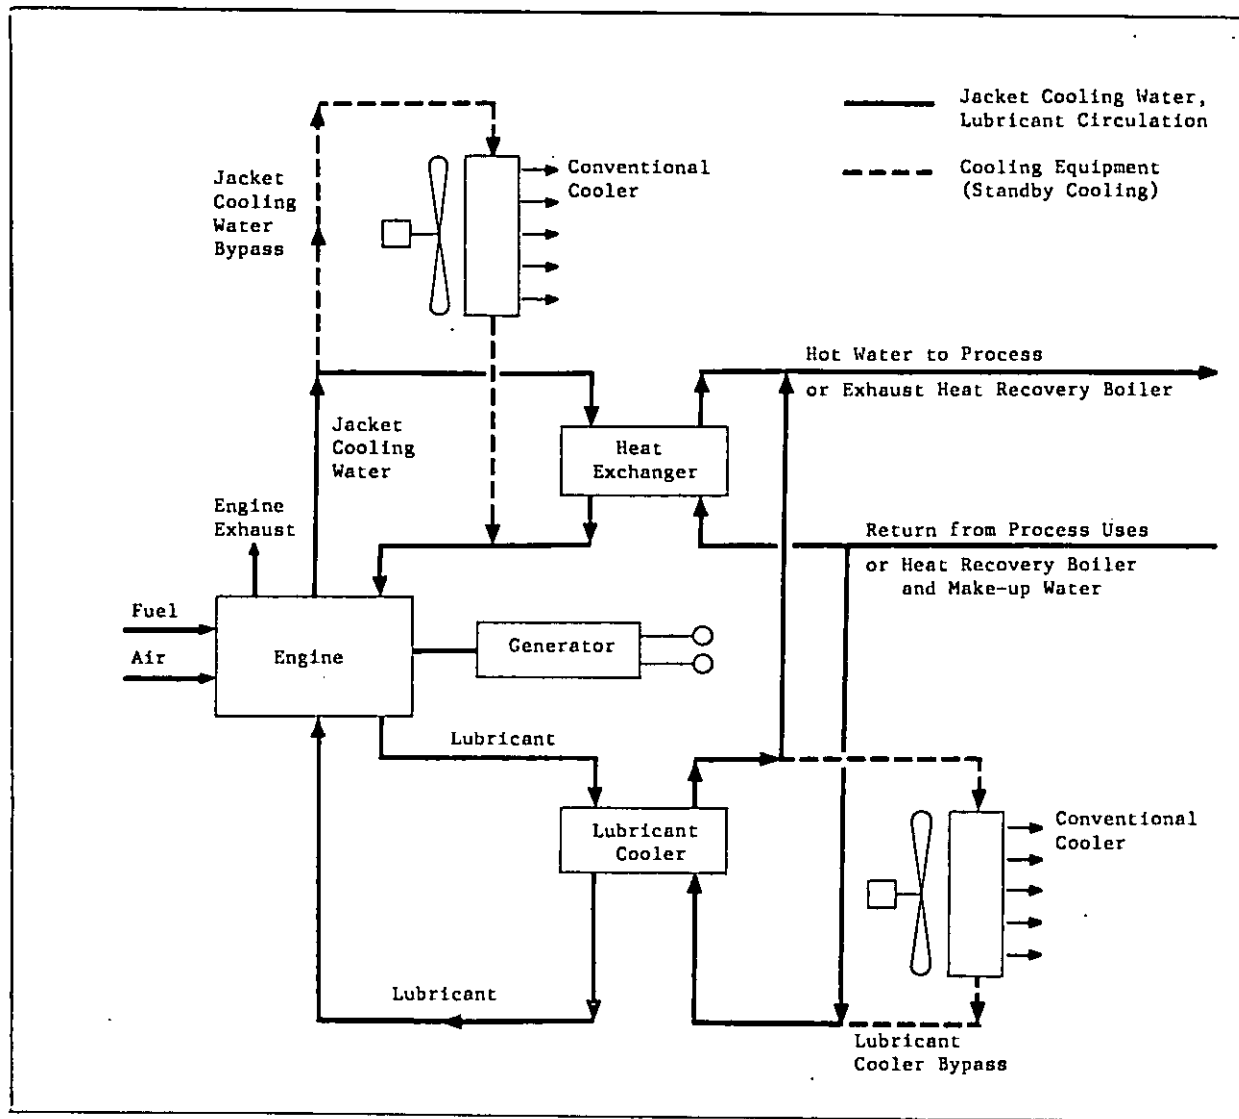 Jacket Cooling Water,
Lubricant Circulation
Cooling Equipment
(Standby Cooling)
Jacket
Cooling
Water
Bypass
Conventional
Cooler
Hot Water to Process
or Exhaust Heat Recovery Boiler
Jacket
Cooling
Water
Heat
Exchanger
Engine
Exhaust
Return from Process Uses
or Heat Recovery Boiler
and Make-up Water
Fuel
Air
Engine
Generator
Lubricant
Lubricant
Cooler
Conventional
Cooler
Lubricant
Lubricant
Cooler Bypass